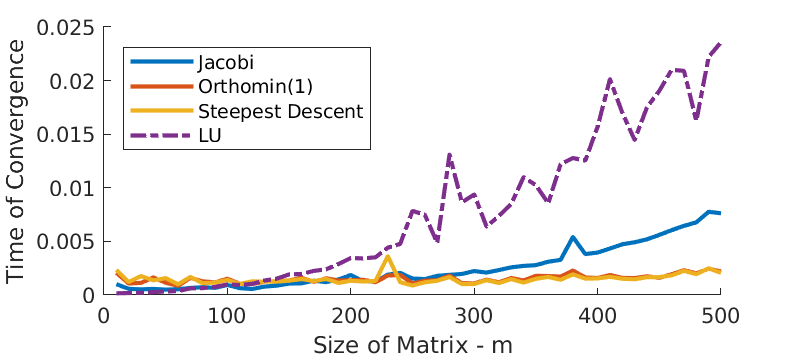 Time of Convergence
0.025
0.02
0.015
0.01
0.005
0
Jacobi
Orthomin(1)
Steepest Descent
LU
0 100 200 300 400 500
Size of Matrix - m